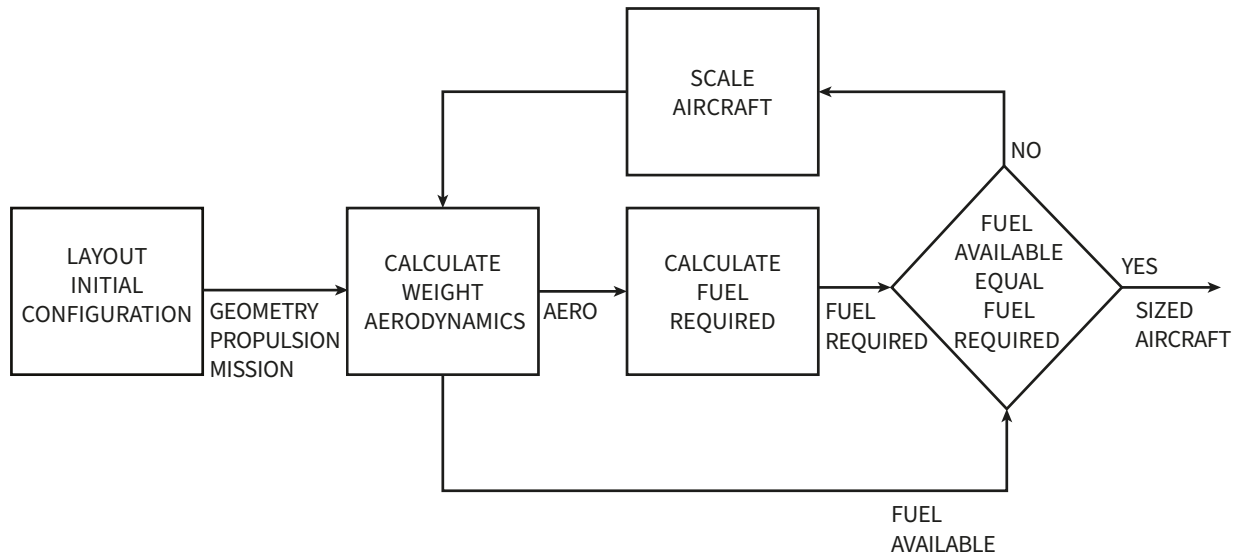 SCALE
AIRCRAFT
NO
LAYOUT
INITIAL
CONFIGURATION
GEOMETRY
PROPULSION
MISSION
CALCULATE
WEIGHT
AERODYNAMICS
AERO
CALCULATE
FUEL
REQUIRED
FUEL
REQUIRED
FUEL
AVAILABLE
EQUAL
FUEL
REQUIRED
YES
SIZED
AIRCRAFT
FUEL
AVAILABLE